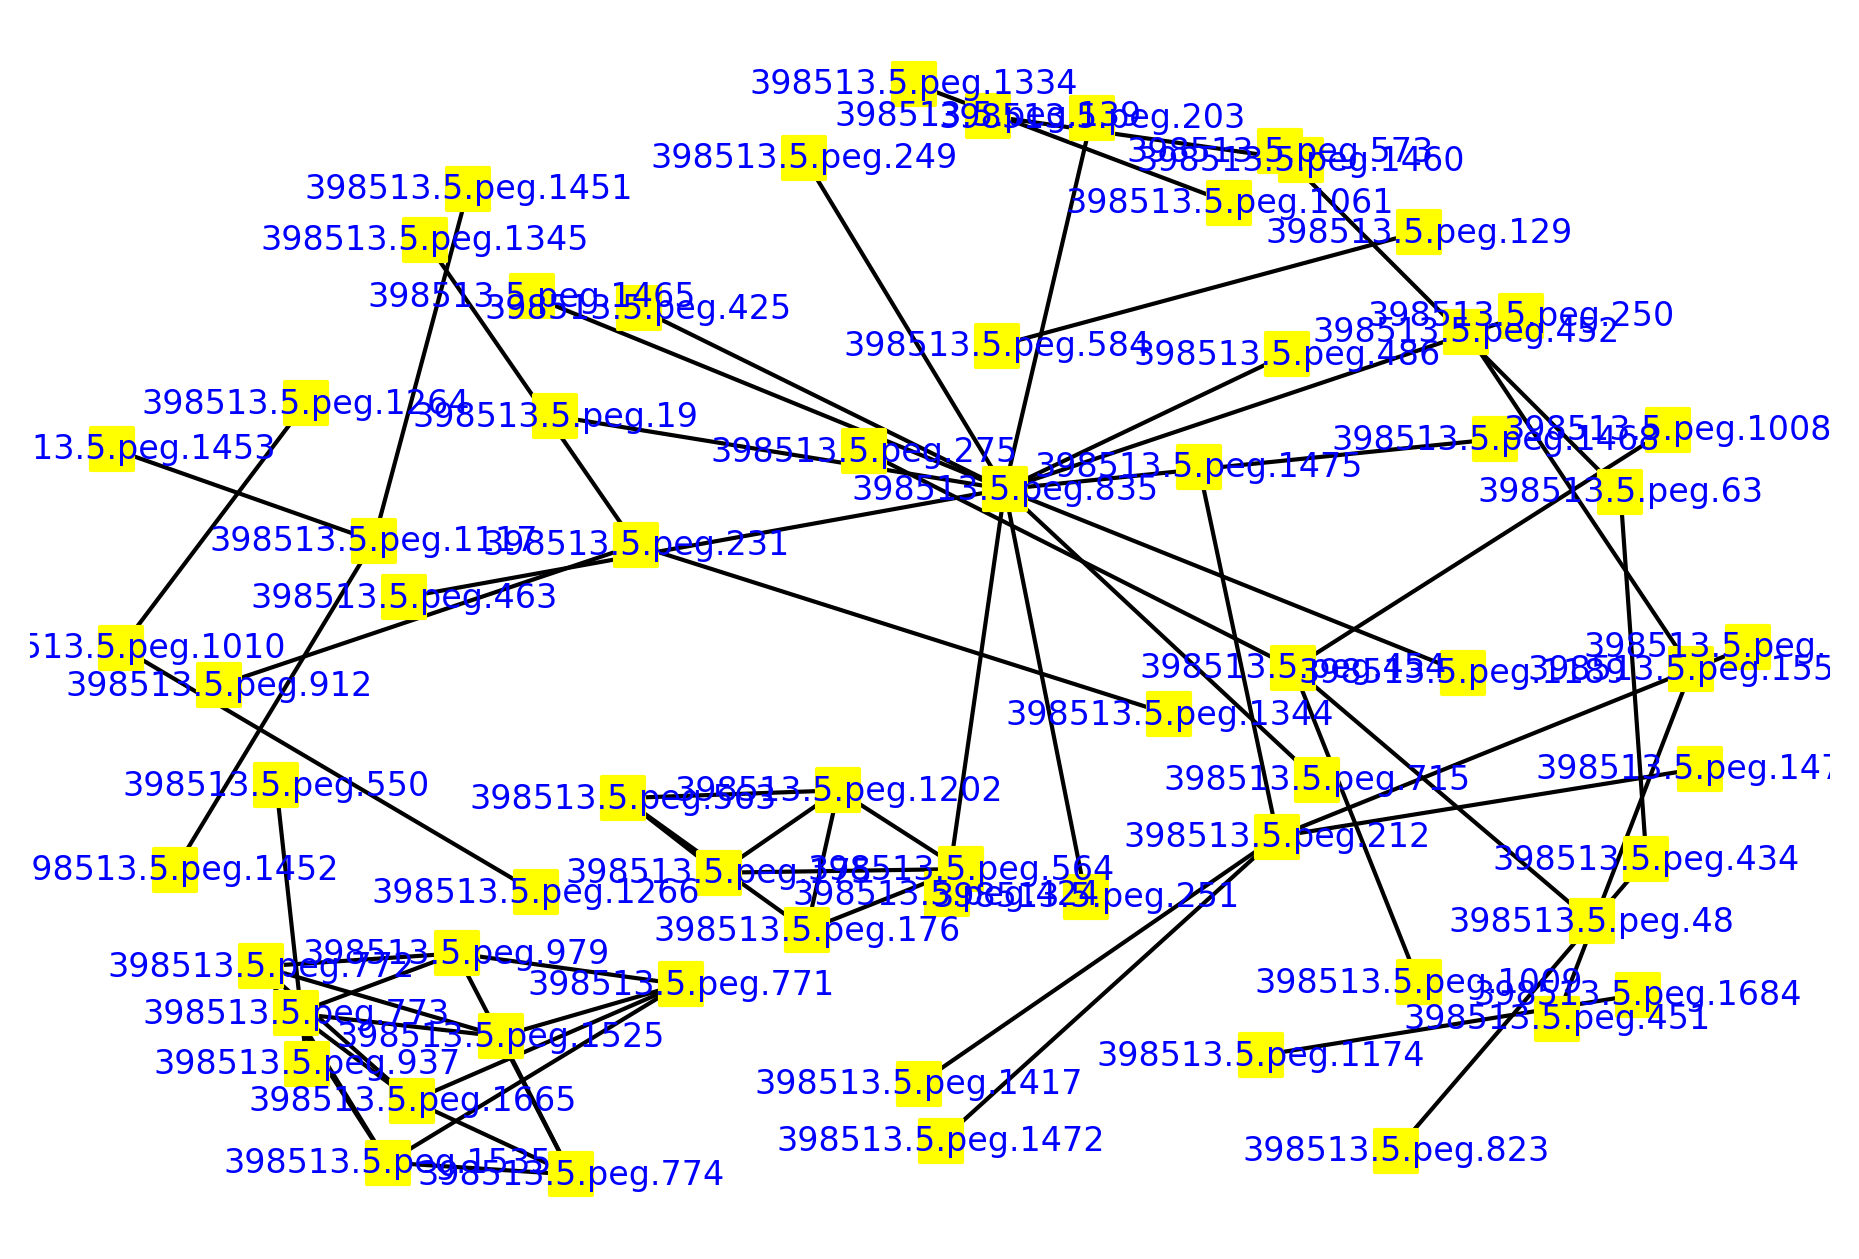 398513.5.peg.1334
398513.5.peg.139
398513.5.peg.203
398513.5.peg.573
398513.5.peg.249
398513.5.peg.1460
398513.5.peg.1451
398513.5.peg.1061
398513.5.peg.129
398513.5.peg.1345
398513.5.peg.1465
398513.5.peg.425
398513.5.peg.250
398513.5.peg.452
398513.5.peg.584
398513.5.peg.486
398513.5.peg.1264
398513.5.peg.19
398513.5.peg.1008
398513.5.peg.1468
13.5.peg.1453
398513.5.peg.275
398513.5.peg.1475
398513.5.peg.835
398513.5.peg.63
398513.5.peg.1117
398513.5.peg.231
398513.5.peg.463
513.5.peg.1010
398513.5.peg.
398513.5.peg.454
398513.5.peg.1189
398513.5.peg.155
398513.5.peg.912
398513.5.peg.1344
398513.5.peg.147
398513.5.peg.715
398513.5.peg.550
398513.5.peg.563
398513.5.peg.1202
398513.5.peg.212
398513.5.peg.434
98513.5.peg.1452
398513.5.peg.375
398513.5.peg.564
398513.5.peg.1266
398513.5.peg.424
398513.5.peg.251
398513.5.peg.48
398513.5.peg.176
398513.5.peg.979
398513.5.peg.772
398513.5.peg.771
398513.5.peg.1009
398513.5.peg.1684
398513.5.peg.773
398513.5.peg.451
398513.5.peg.1525
398513.5.peg.937
398513.5.peg.1174
398513.5.peg.1417
398513.5.peg.1665
398513.5.peg.1472
398513.5.peg.823
398513.5.peg.1535
398513.5.peg.774